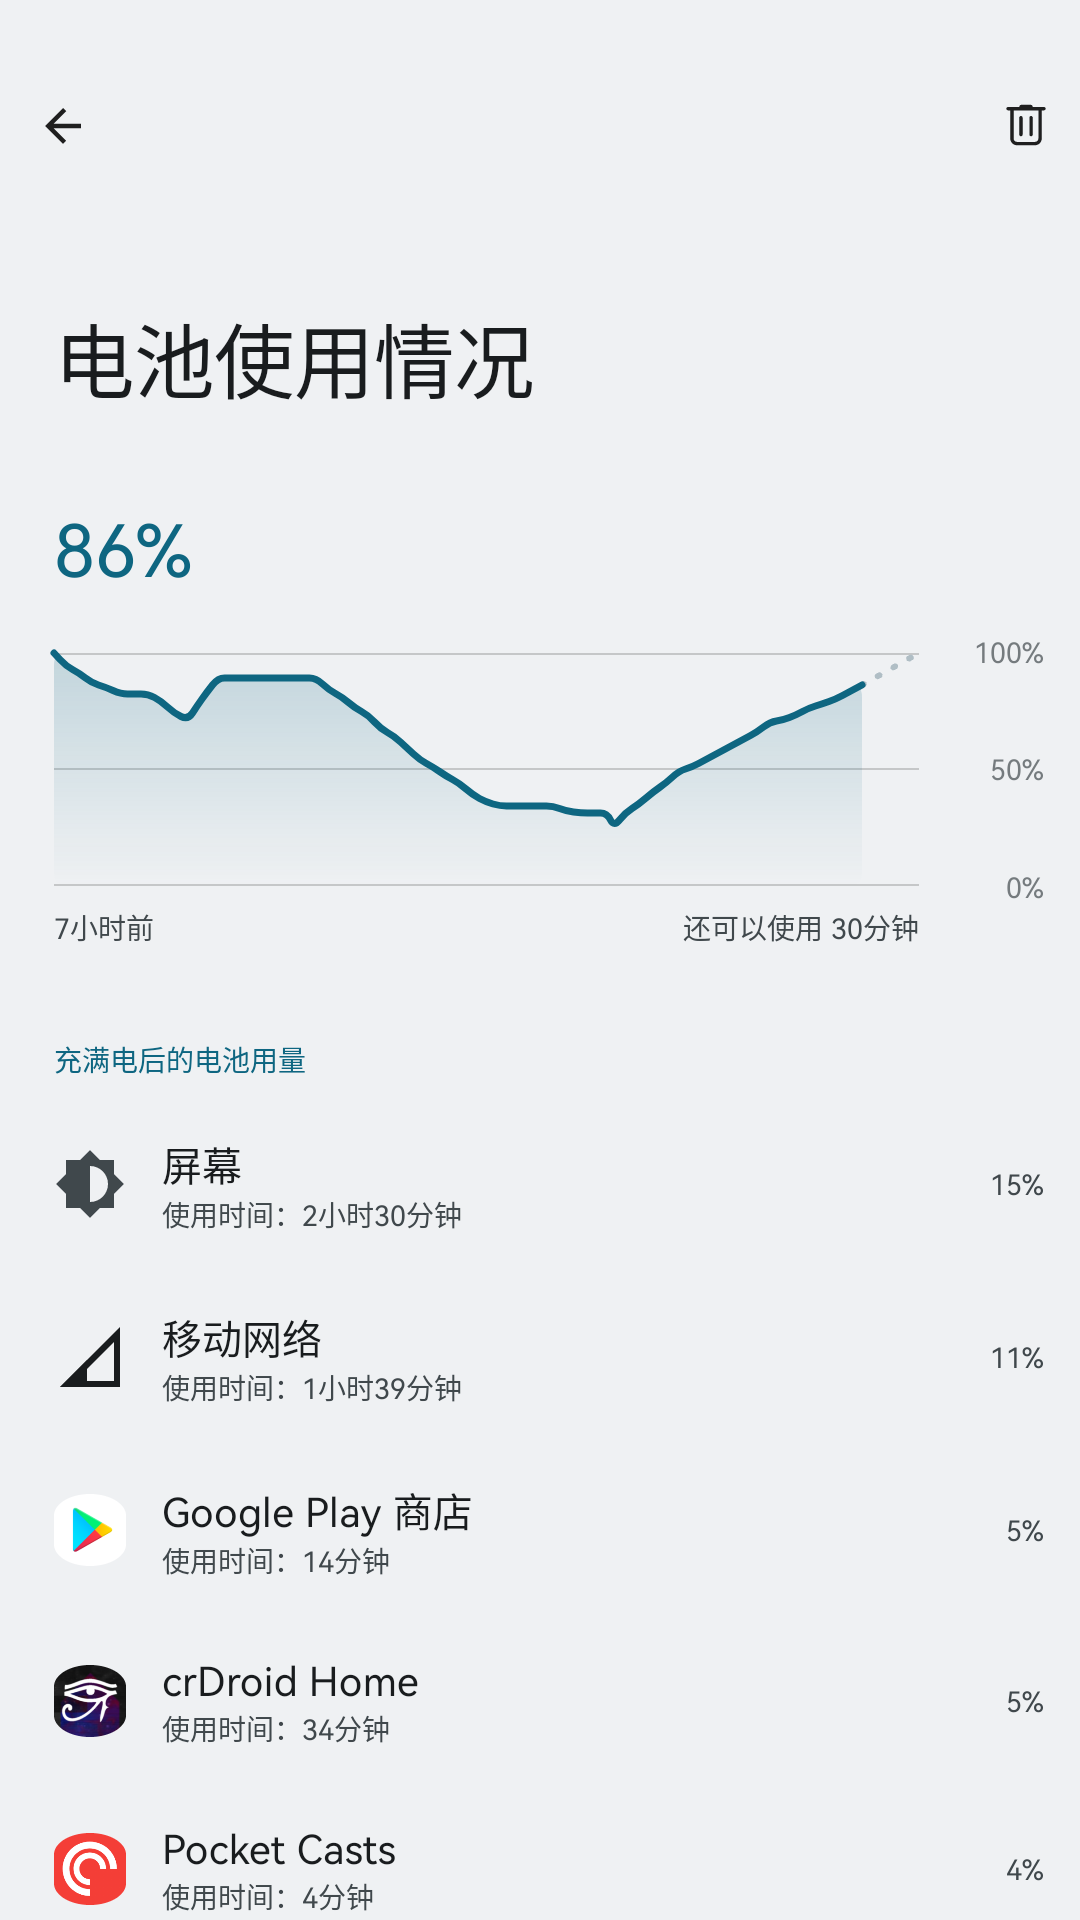 电池使用情况
86%
100%
50%
0%
7小时前
还可以使用 30分钟
充满电后的电池用量
屏幕
使用时间：2小时30分钟
15%
移动网络
使用时间：1小时39分钟
11%
Google Play 商店
使用时间：14分钟
5%
crDroid Home
使用时间：34分钟
5%
Pocket Casts
使用时间：4分钟
4%